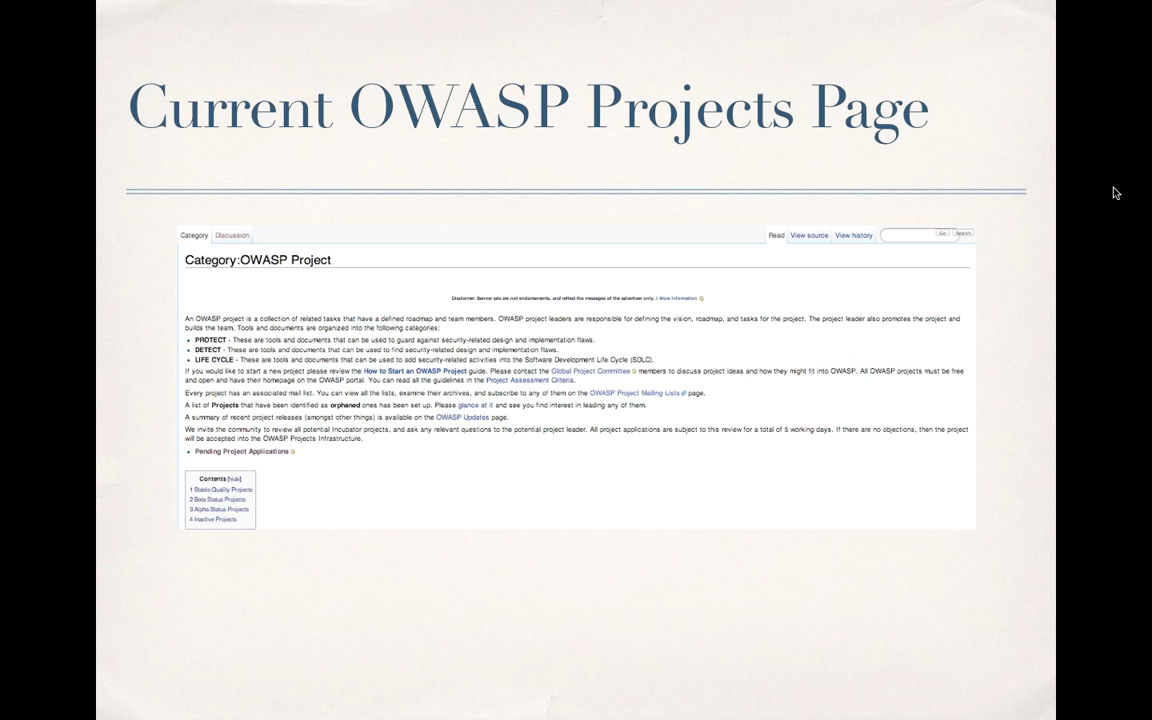 Current OWASP Projects Page
Category Discussion Read View source View history Go Search
Category:OWASP Project
Disclaimer: Banner ads are not endorsements, and reflect the messages of the advertiser only. | More Information
An OWASP project is a collection of related tasks that have a defined roadmap and team members. OWASP project leaders are responsible for defining the vision, roadmap, and tasks for the project. The project leader also promotes the project and
builds the team. Tools and documents are organized into the following categories:
PROTECT - These are tools and documents that can be used to guard against security-related design and implementation flaws.
DETECT - These are tools and documents that can be used to find security-related design and implementation flaws.
LIFE CYCLE - These are tools and documents that can be used to add security-related activities into the Software Development Life Cycle (SDLC).
If you would like to start a new project please review the How to Start an OWASP Project guide. Please contact the Global Project Committee members to discuss project ideas and how they might fit into OWASP. All OWASP projects must be free
and open and have their homepage on the OWASP portal. You can read all the guidelines in the Project Assessment Criteria.
Every project has an associated mail list. You can view all the lists, examine their archives, and subscribe to any of them on the OWASP Project Mailing Lists page.
A list of Projects that have been identified as orphaned ones has been set up. Please glance at it and see you find interest in leading any of them.
A summary of recent project releases (amongst other things) is available on the OWASP Updates page.
We invite the community to review all potential Incubator projects, and ask any relevant questions to the potential project leader. All project applications are subject to this review for a total of 5 working days. If there are no objections, then the project
will be accepted into the OWASP Projects Infrastructure.
Pending Project Applications
Contents [hide]
1 Stable Quality Projects
2 Beta Status Projects
3 Alpha Status Projects
4 Inactive Projects